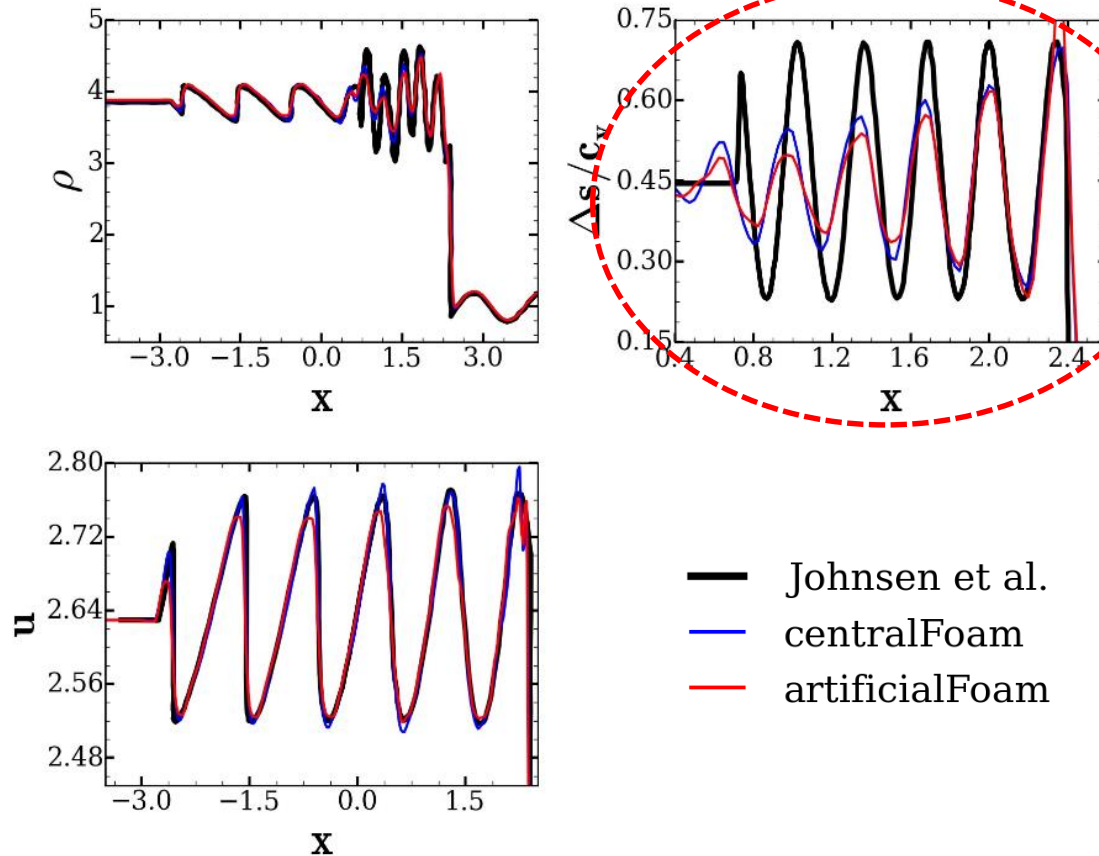 5
4
3
2
1
ρ
−3.0 −1.5 0.0 1.5 3.0
x
0.75
0.60
0.45
0.30
0.15
Δs/cᵥ
0.4 0.8 1.2 1.6 2.0 2.4
x
2.80
2.72
2.64
2.56
2.48
u
−3.0 −1.5 0.0 1.5
x
Johnsen et al.
centralFoam
artificialFoam